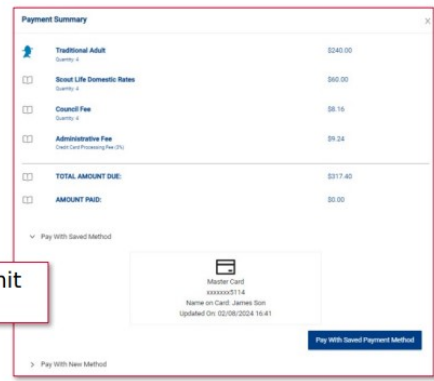 Payment Summary
X
Traditional Adult $240.00
Quantity: 4
Scout Life Domestic Rates $60.00
Quantity: 4
Council Fee $8.16
Quantity: 4
Administrative Fee $9.24
Credit Card Processing Fee (3%)
TOTAL AMOUNT DUE: $317.40
AMOUNT PAID: $0.00
Pay With Saved Method
Master Card
xxxxxxx5114
Name on Card: James Son
Updated On: 02/08/2024 16:41
Pay With Saved Payment Method
Pay With New Method